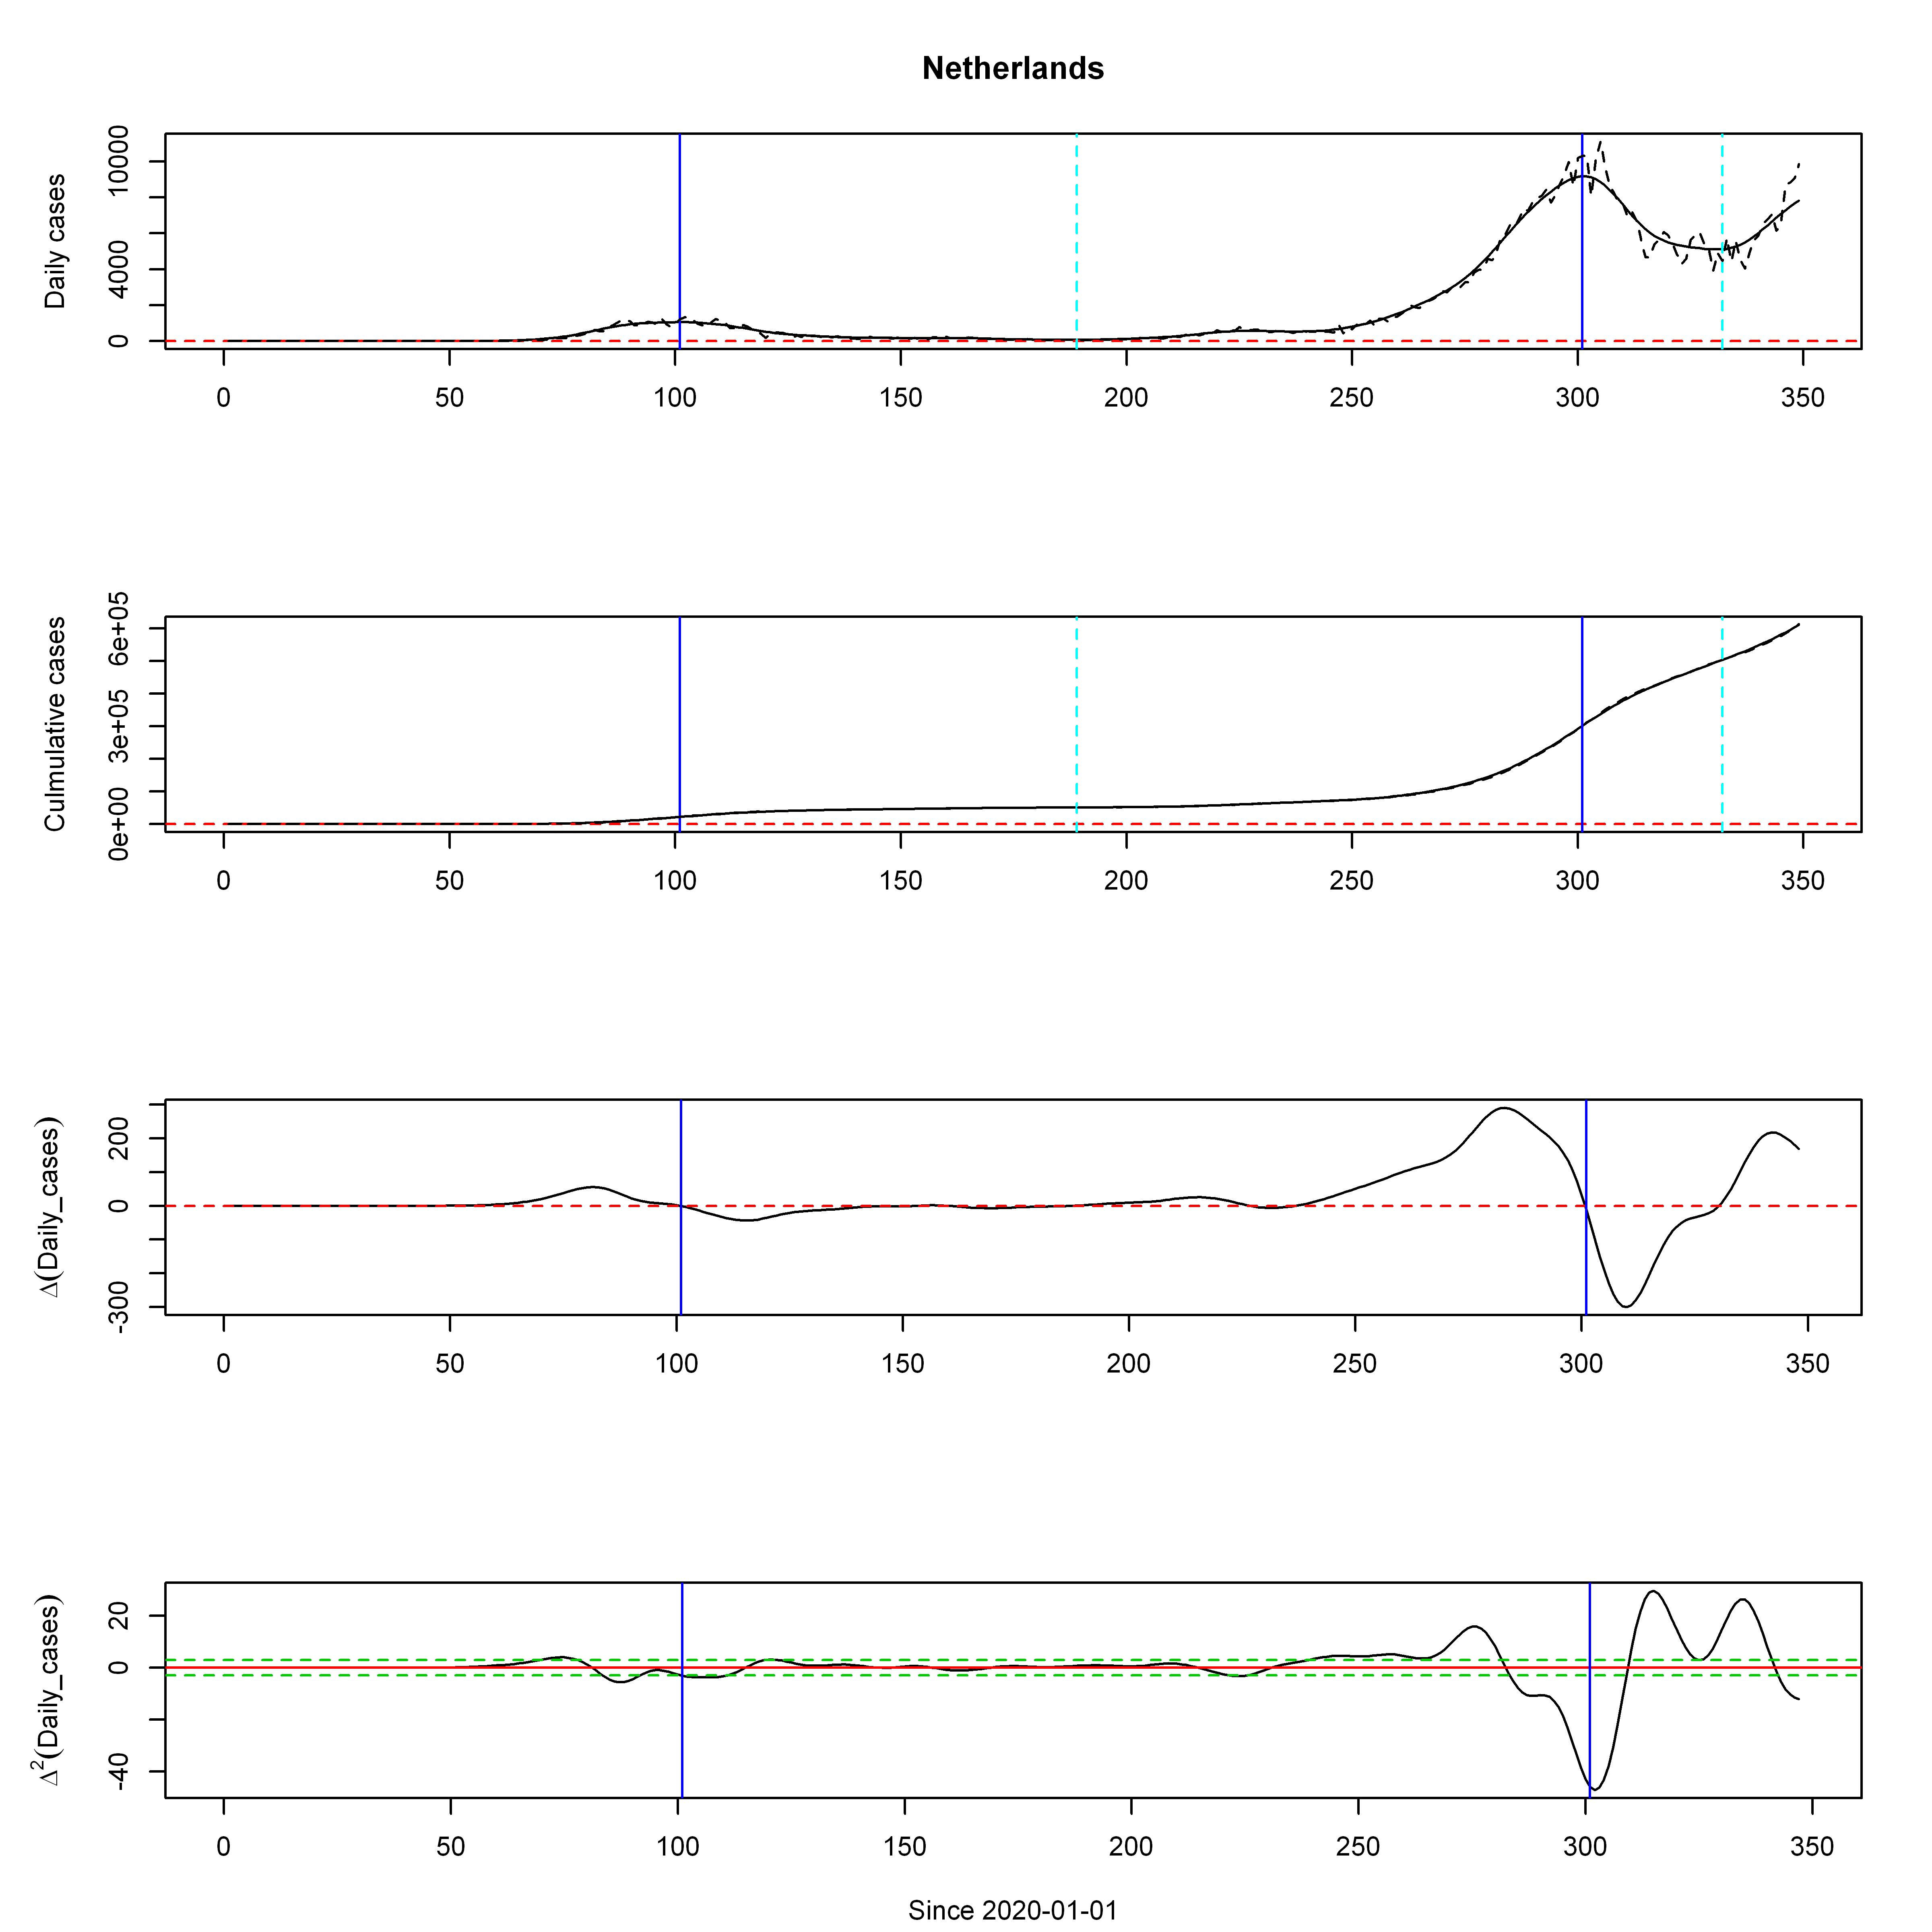 Netherlands
Daily cases
10000
4000
0
0 50 100 150 200 250 300 350
Culmulative cases
6e+05
3e+05
0e+00
0 50 100 150 200 250 300 350
Δ(Daily_cases)
200
0
-300
0 50 100 150 200 250 300 350
Δ²(Daily_cases)
20
0
-40
0 50 100 150 200 250 300 350
Since 2020-01-01